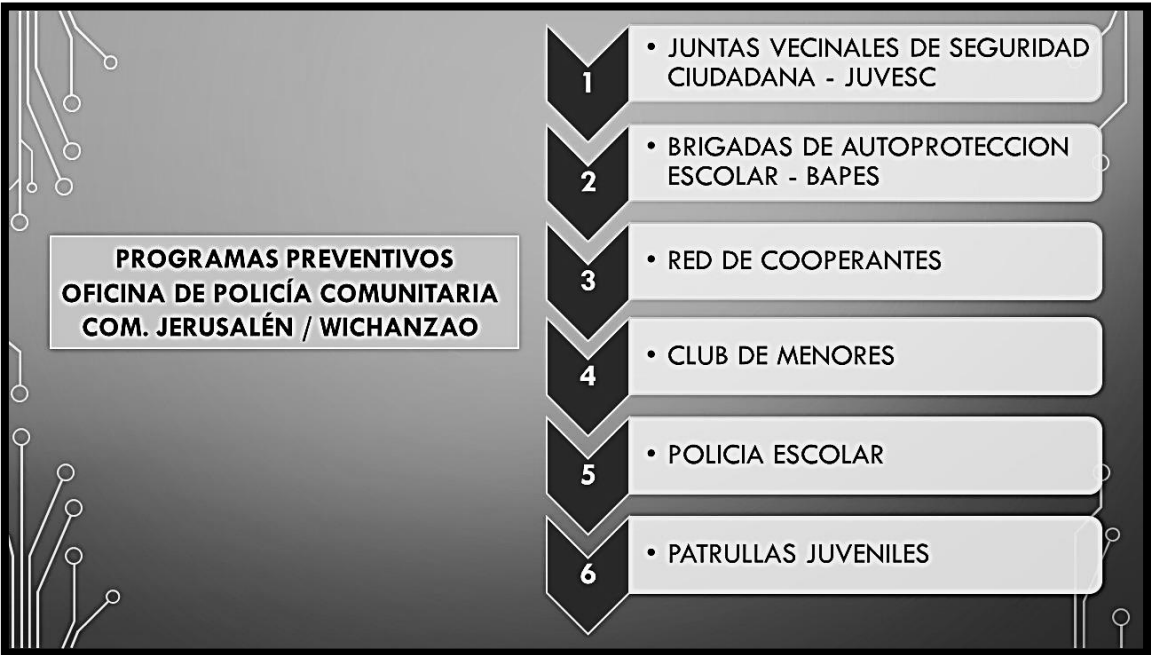 PROGRAMAS PREVENTIVOS
OFICINA DE POLICÍA COMUNITARIA
COM. JERUSALÉN / WICHANZAO
1
• JUNTAS VECINALES DE SEGURIDAD
CIUDADANA - JUVESC
2
• BRIGADAS DE AUTOPROTECCION
ESCOLAR - BAPES
3
• RED DE COOPERANTES
4
• CLUB DE MENORES
5
• POLICIA ESCOLAR
6
• PATRULLAS JUVENILES